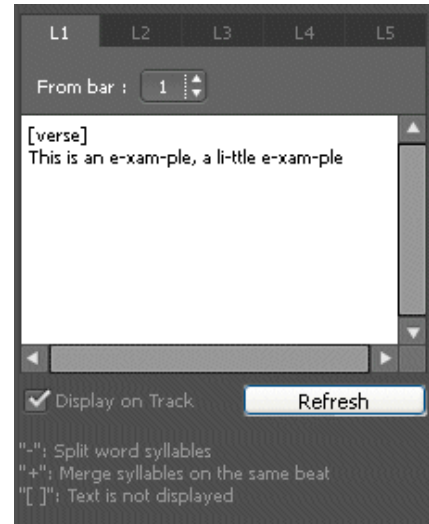 L1 L2 L3 L4 L5
From bar : 1
[verse]
This is an e-xam-ple, a li-ttle e-xam-ple
Display on Track Refresh
"-": Split word syllables
"+": Merge syllables on the same beat
"[ ]": Text is not displayed